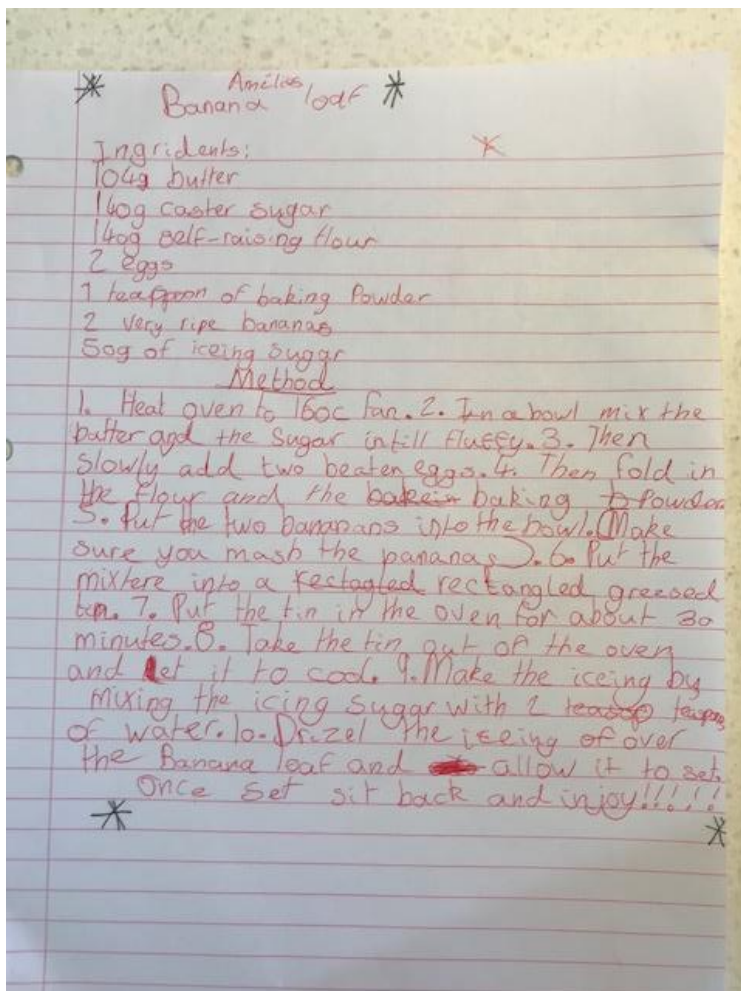 Amelias
Banana loaf
Ingridents:
104g butter
140g caster sugar
140g self-raising flour
2 eggs
1 teaspoon of baking Powder
2 very ripe bananas
50g of iceing sugar
Method
1. Heat oven to 160c fan. 2. In a bowl mix the
butter and the sugar intill fluffy. 3. Then
slowly add two beaten eggs. 4. Then fold in
the flour and the baking Powder.
5. Put the two bananans into the bowl. (Make
sure you mash the pananas). 6. Put the
mixtere into a rectangled greesed
tin. 7. Put the tin in the oven for about 30
minutes. 8. Take the tin out of the oven
and let it to cool. 9. Make the iceing by
mixing the icing sugar with 2
of water. 10. Drizel the iceing of over
the Banana loaf and allow it to set.
Once set sit back and injoy!!!!!!